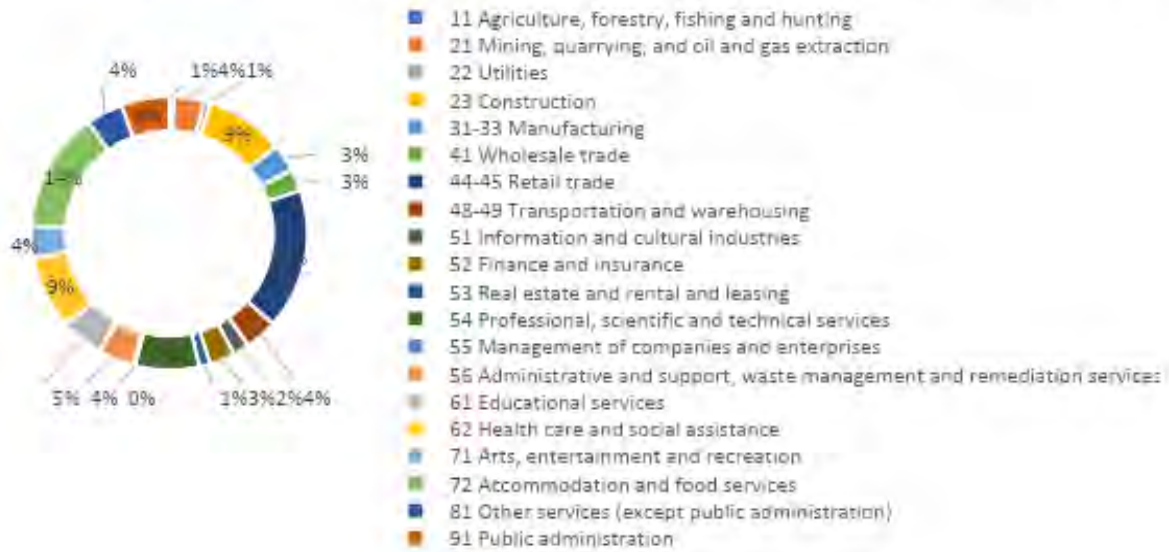 11 Agriculture, forestry, fishing and hunting
21 Mining, quarrying, and oil and gas extraction
22 Utilities
23 Construction
31-33 Manufacturing
41 Wholesale trade
44-45 Retail trade
48-49 Transportation and warehousing
51 Information and cultural industries
52 Finance and insurance
53 Real estate and rental and leasing
54 Professional, scientific and technical services
55 Management of companies and enterprises
56 Administrative and support, waste management and remediation services
61 Educational services
62 Health care and social assistance
71 Arts, entertainment and recreation
72 Accommodation and food services
81 Other services (except public administration)
91 Public administration
4% 1% 4% 1%
9%
3%
3%
4%
9%
5% 4% 0% 1% 3% 2% 4%